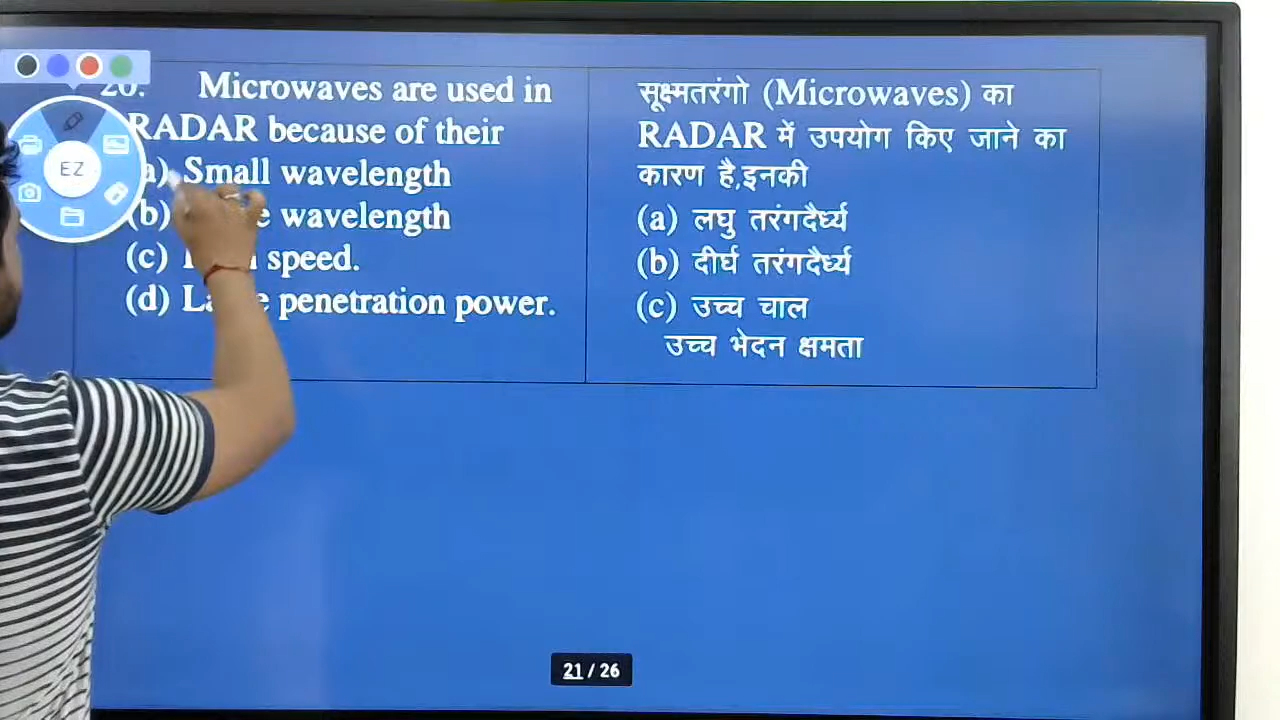 EZ
20. Microwaves are used in
RADAR because of their
a) Small wavelength
(b) wavelength
(c) speed.
(d) penetration power.
सूक्ष्मतरंगो (Microwaves) का
RADAR में उपयोग किए जाने का
कारण है,इनकी
(a) लघु तरंगदैर्ध्य
(b) दीर्घ तरंगदैर्ध्य
(c) उच्च चाल
उच्च भेदन क्षमता
21 / 26